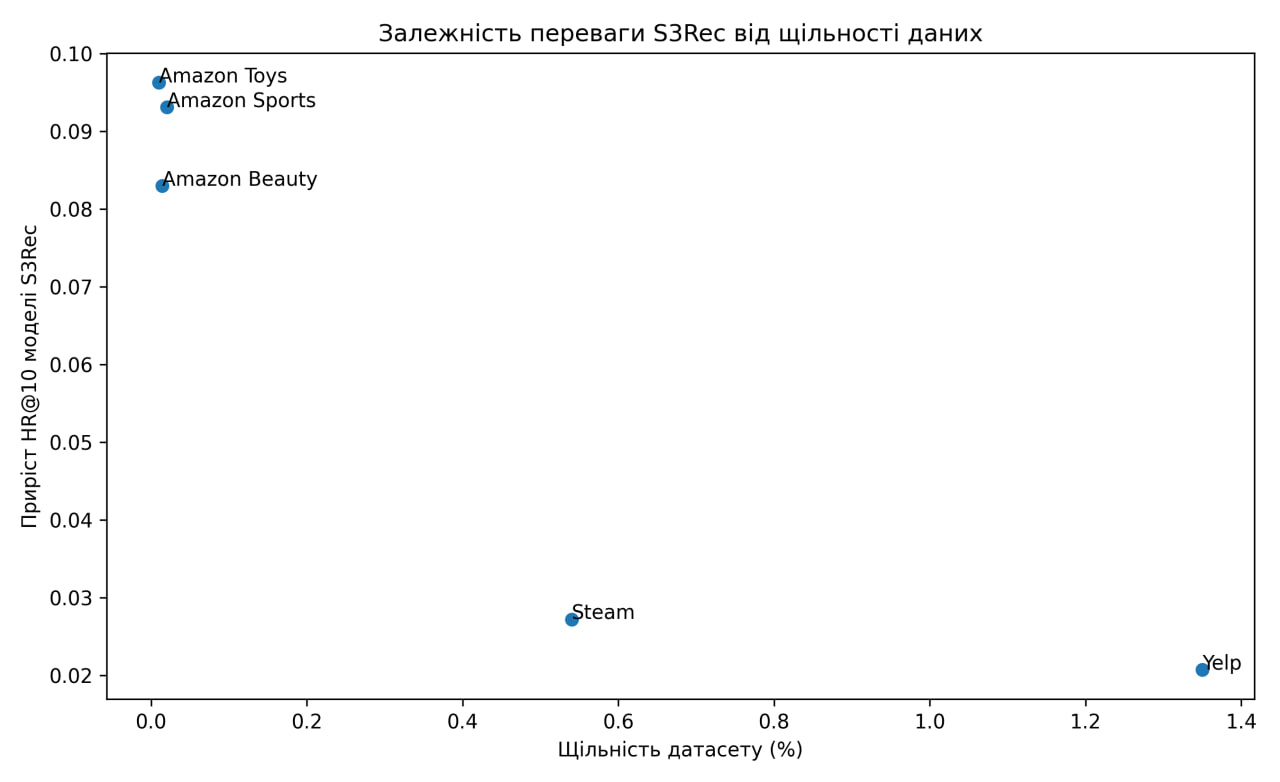 Залежність переваги S3Rec від щільності даних
Приріст HR@10 моделі S3Rec
0.10
0.09
0.08
0.07
0.06
0.05
0.04
0.03
0.02
Amazon Toys
Amazon Sports
Amazon Beauty
Steam
Yelp
0.0 0.2 0.4 0.6 0.8 1.0 1.2 1.4
Щільність датасету (%)